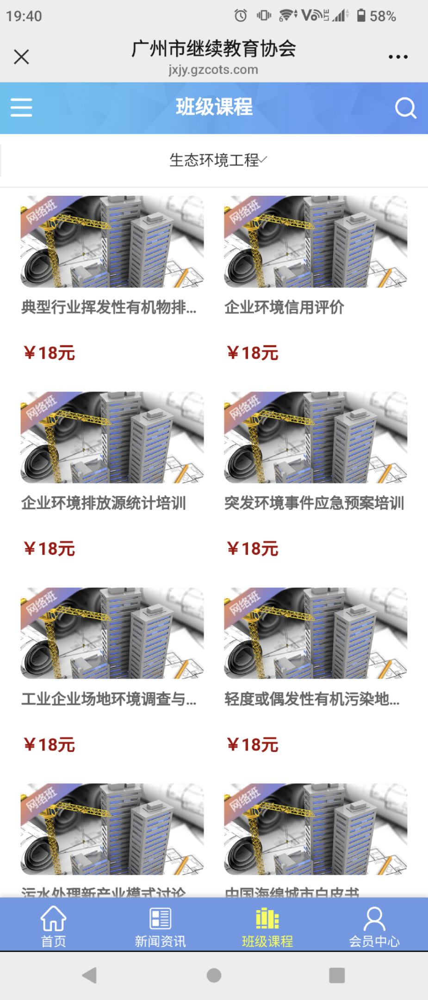 19:40
58%
广州市继续教育协会
jxjy.gzcots.com
班级课程
生态环境工程
网络班
网络班
典型行业挥发性有机物排...
企业环境信用评价
￥18元
￥18元
网络班
网络班
企业环境排放源统计培训
突发环境事件应急预案培训
￥18元
￥18元
网络班
网络班
工业企业场地环境调查与...
轻度或偶发性有机污染地...
￥18元
￥18元
网络班
网络班
污水处理新产业模式讨论
中国海绵城市白皮书
首页
新闻资讯
班级课程
会员中心